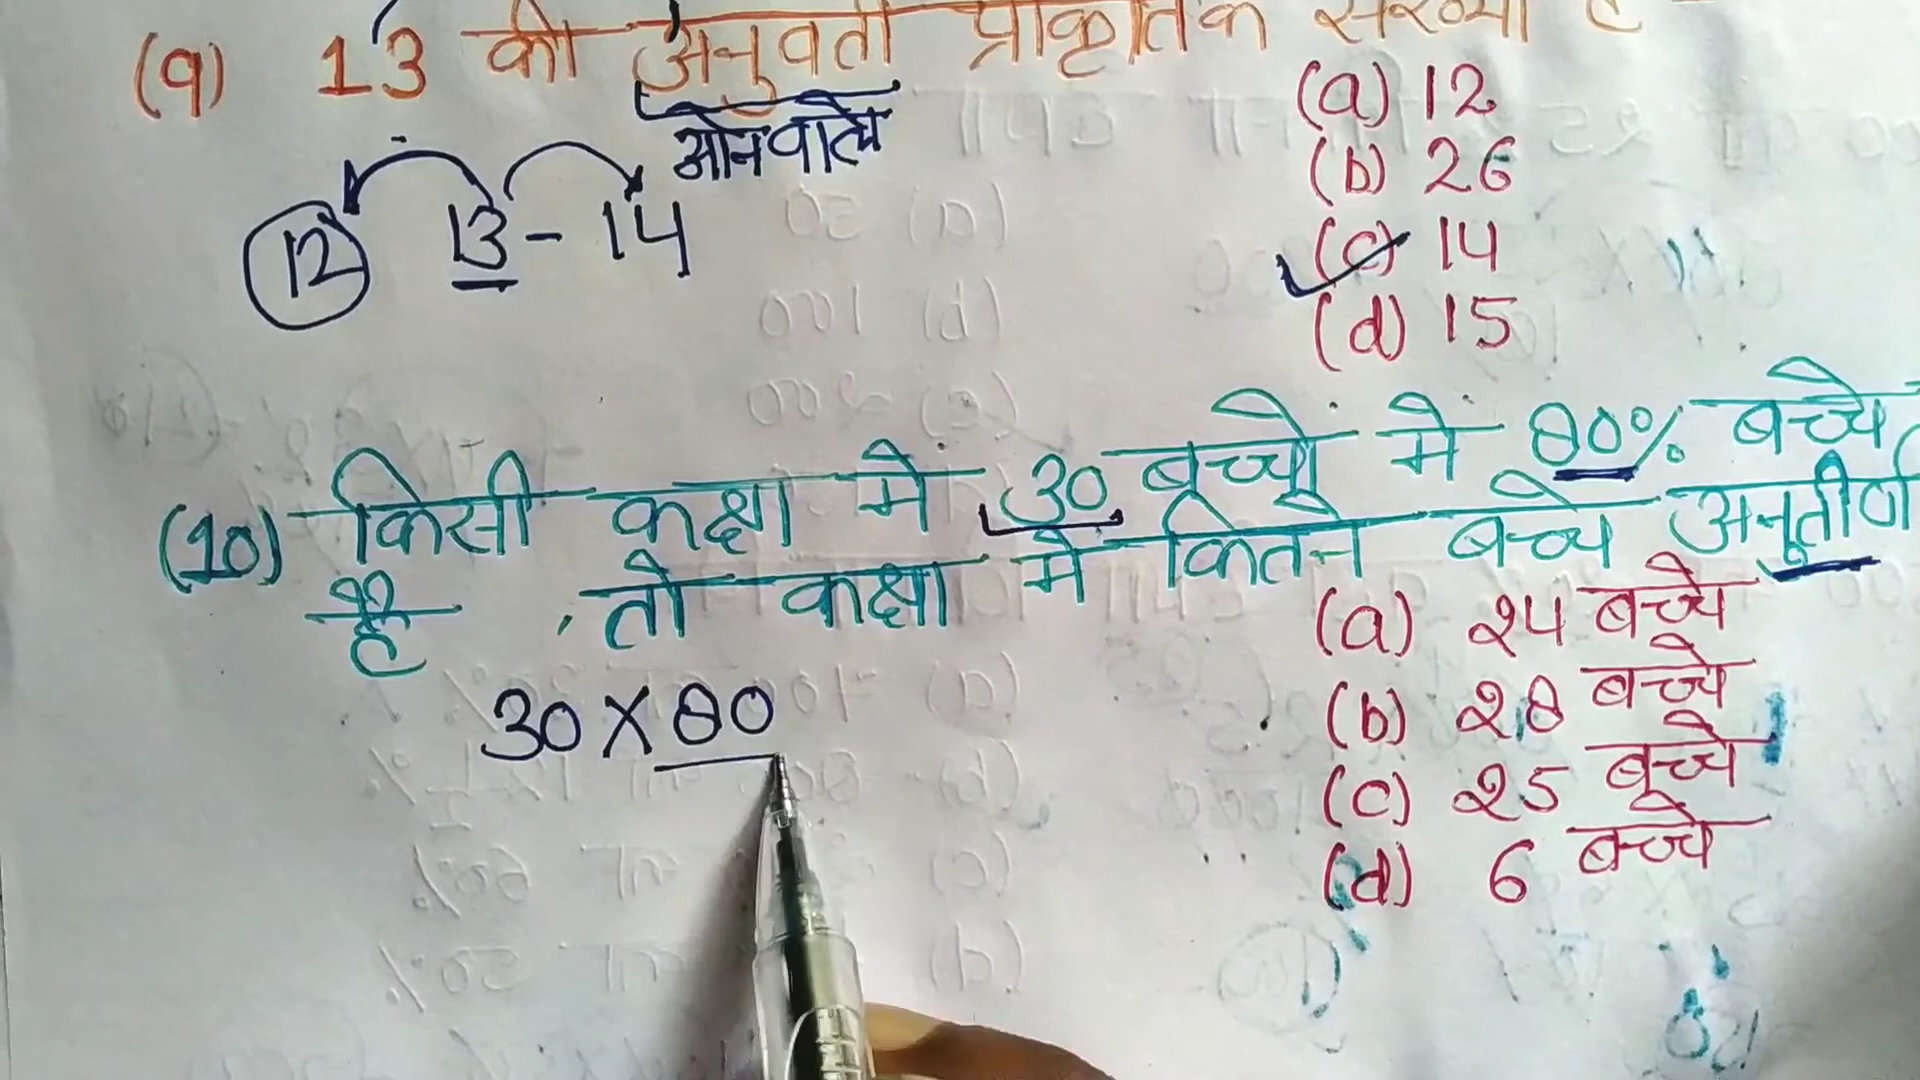 (9) 13 की अनुवर्ती प्राकृतिक संख्या है
आनेवाले
(a) 12
(b) 26
12 13 - 14
(c) 14
(d) 15
(10) किसी कक्षा में 30 बच्चों में 80% बच्चे
है, तो कक्षा में कितने बच्चे अनुतीर्ण
(a) 24 बच्चे
30 X 80
(b) 28 बच्चे
(c) 25 बच्चे
(d) 6 बच्चे